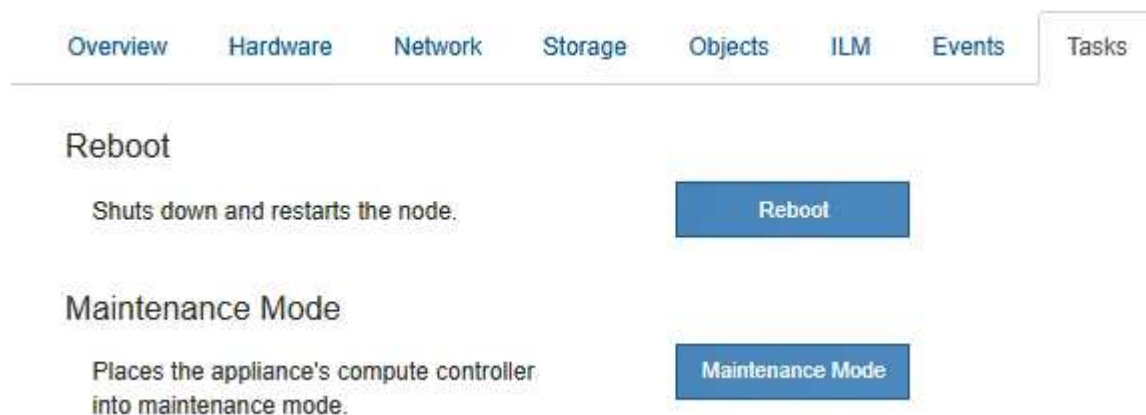 Overview Hardware Network Storage Objects ILM Events Tasks
Reboot
Shuts down and restarts the node.
Reboot
Maintenance Mode
Places the appliance's compute controller
into maintenance mode.
Maintenance Mode